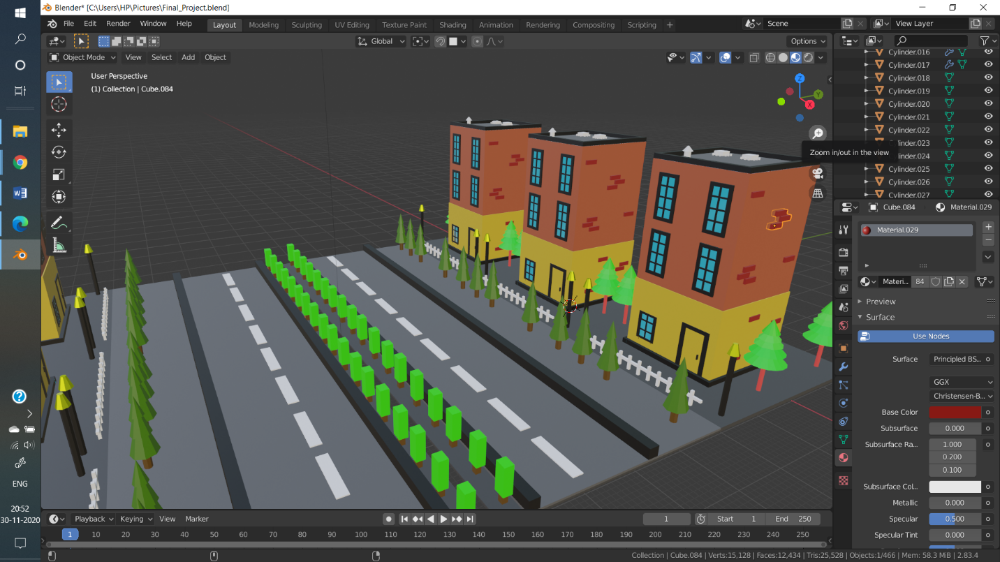 Blender* [C:\Users\HP\Pictures\Final_Project.blend]
File Edit Render Window Help
Layout Modeling Sculpting UV Editing Texture Paint Shading Animation Rendering Compositing Scripting +
Scene
View Layer
Global
Options
Object Mode View Select Add Object
User Perspective
(1) Collection | Cube.084
Z
Y
X
Zoom in/out in the view
Cylinder.016
Cylinder.017
Cylinder.018
Cylinder.019
Cylinder.020
Cylinder.021
Cylinder.022
.023
.024
Cylinder.025
Cylinder.026
Cylinder.027
Cube.084 Material.029
Material.029
Materi... 84
Preview
Surface
Use Nodes
Surface Principled BS...
GGX
Christensen-B...
Base Color
Subsurface 0.000
Subsurface Ra... 1.000
0.200
0.100
Subsurface Col...
Metallic 0.000
Specular 0.500
Specular Tint 0.000
Playback Keying View Marker
1 Start 1 End 250
1 10 20 30 40 50 60 70 80 90 100 110 120 130 140 150 160 170 180 190 200 210 220 230 240 250
Collection | Cube.084 | Verts:15,128 | Faces:12,434 | Tris:25,528 | Objects:1/466 | Mem: 58.3 MiB | 2.83.4
ENG
20:52
30-11-2020